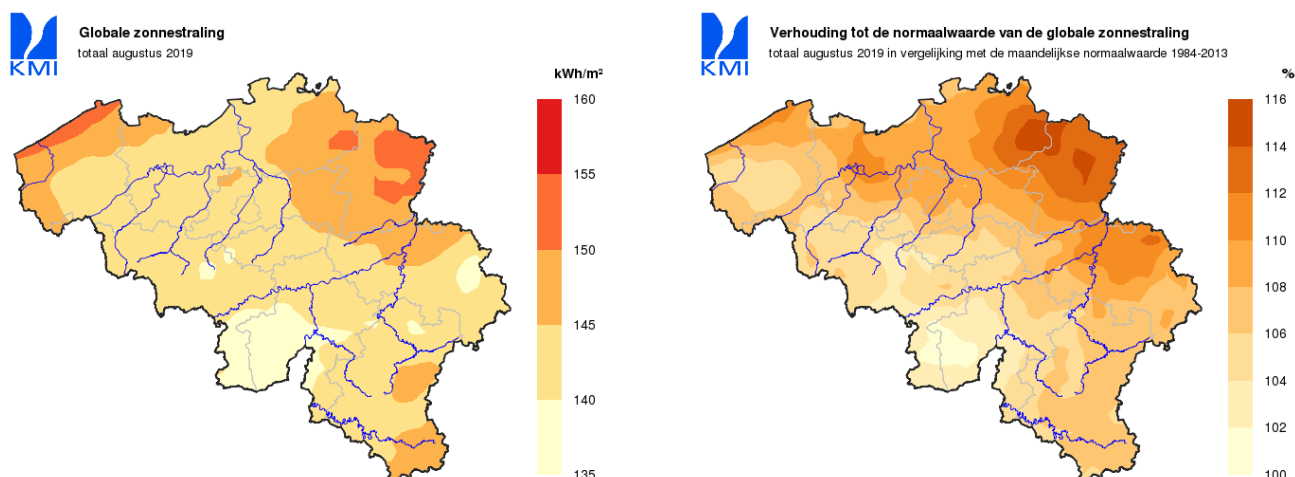 KMI
Globale zonnestraling
totaal augustus 2019
kWh/m²
160
155
150
145
140
135
KMI
Verhouding tot de normaalwaarde van de globale zonnestraling
totaal augustus 2019 in vergelijking met de maandelijkse normaalwaarde 1984-2013
%
116
114
112
110
108
106
104
102
100